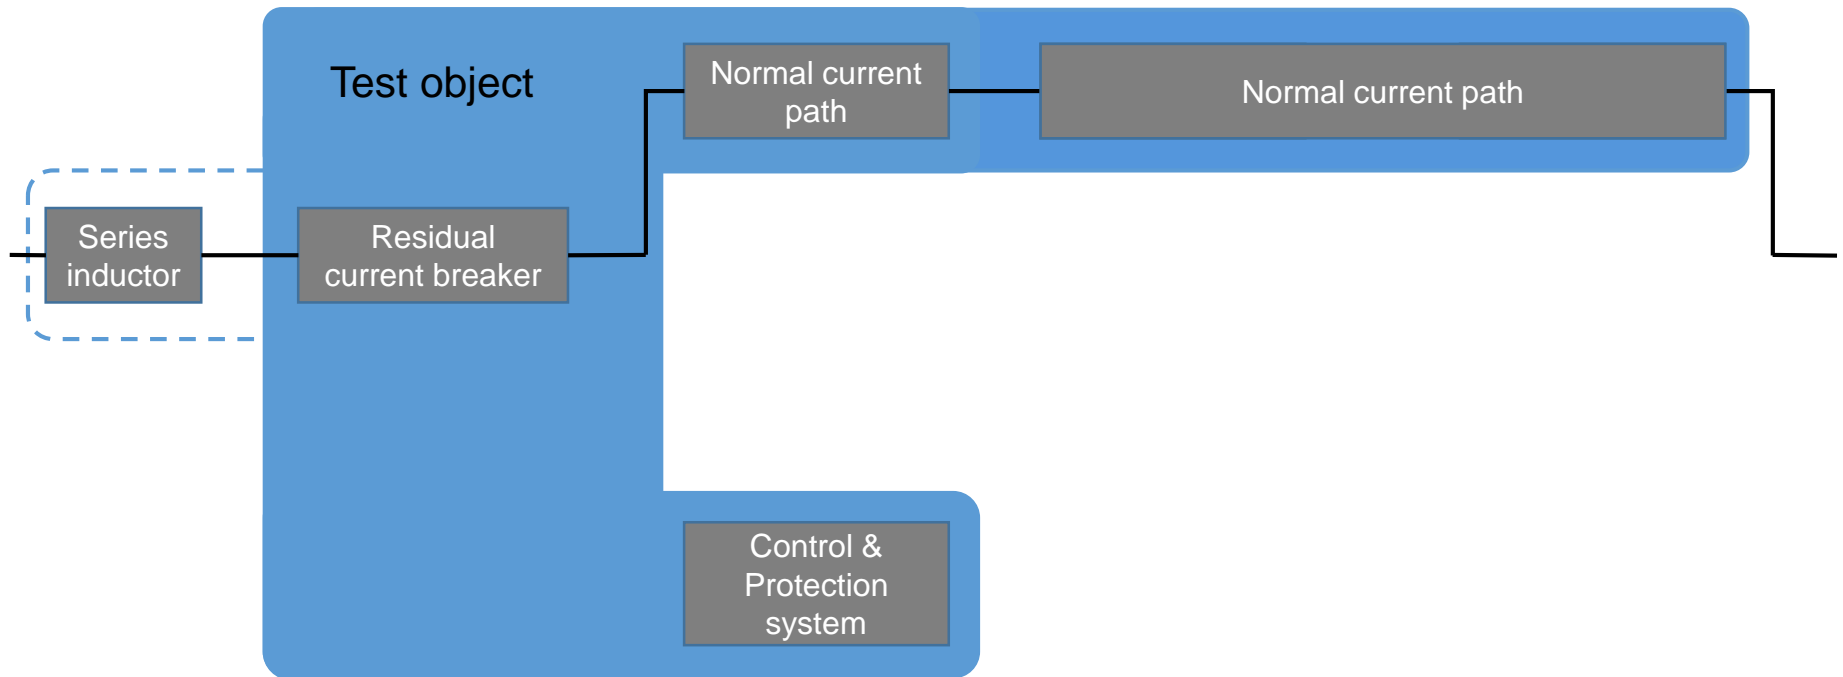 Test object
Normal current
path
Normal current path
Series
inductor
Residual
current breaker
Control &
Protection
system